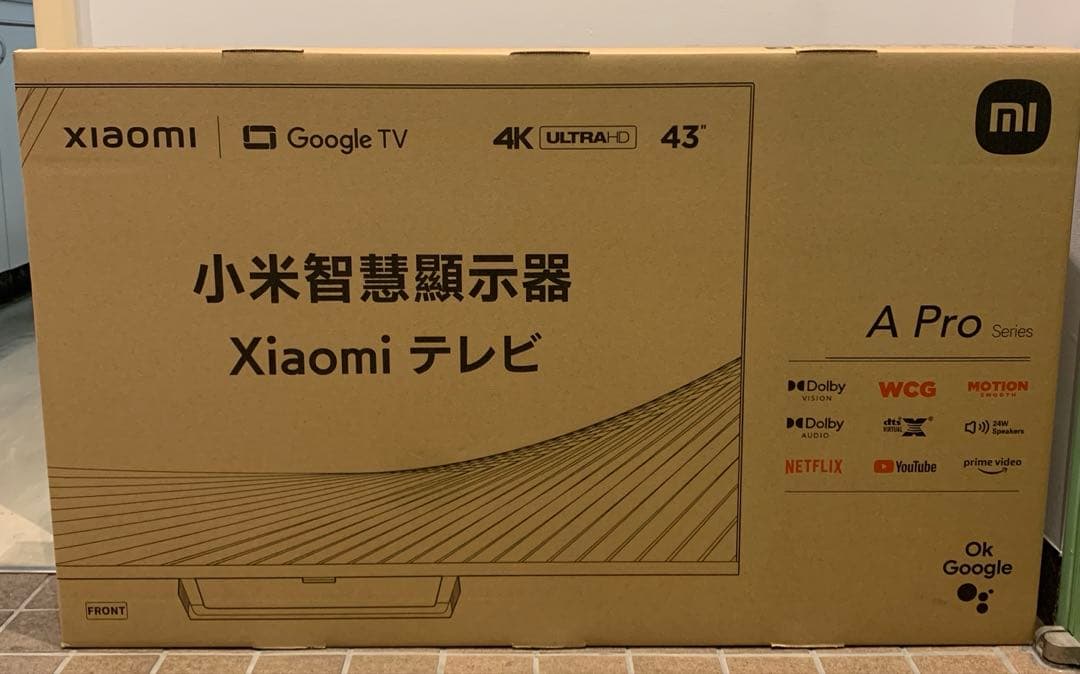 xiaomi Google TV 4K ULTRAHD 43"
mi
小米智慧顯示器
Xiaomi テレビ
A Pro Series
Dolby VISION WCG MOTION SMOOTH
Dolby AUDIO dts VIRTUAL X 24W Speakers
NETFLIX YouTube prime video
Ok
Google
FRONT